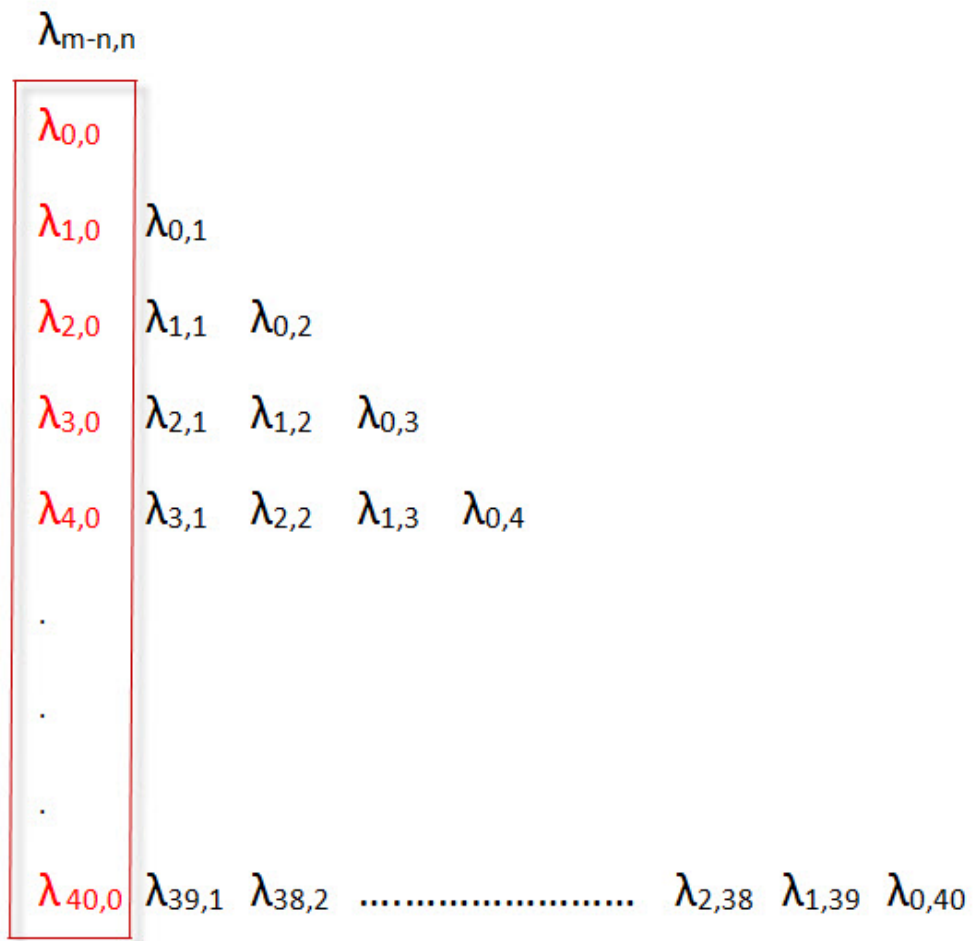 λm-n,n
λ0,0
λ1,0 λ0,1
λ2,0 λ1,1 λ0,2
λ3,0 λ2,1 λ1,2 λ0,3
λ4,0 λ3,1 λ2,2 λ1,3 λ0,4
.
.
.
λ40,0 λ39,1 λ38,2 ........................... λ2,38 λ1,39 λ0,40